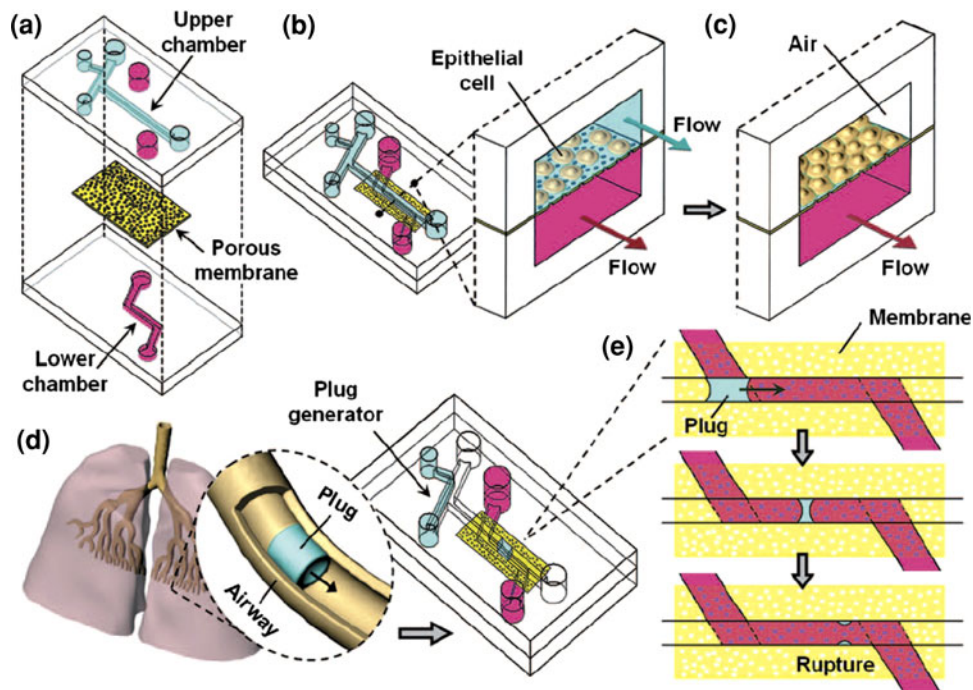 (a)
Upper
chamber
Porous
membrane
Lower
chamber
(b)
Epithelial
cell
Flow
Flow
(c)
Air
Flow
(d)
Plug
Airway
Plug
generator
(e)
Membrane
Plug
Rupture